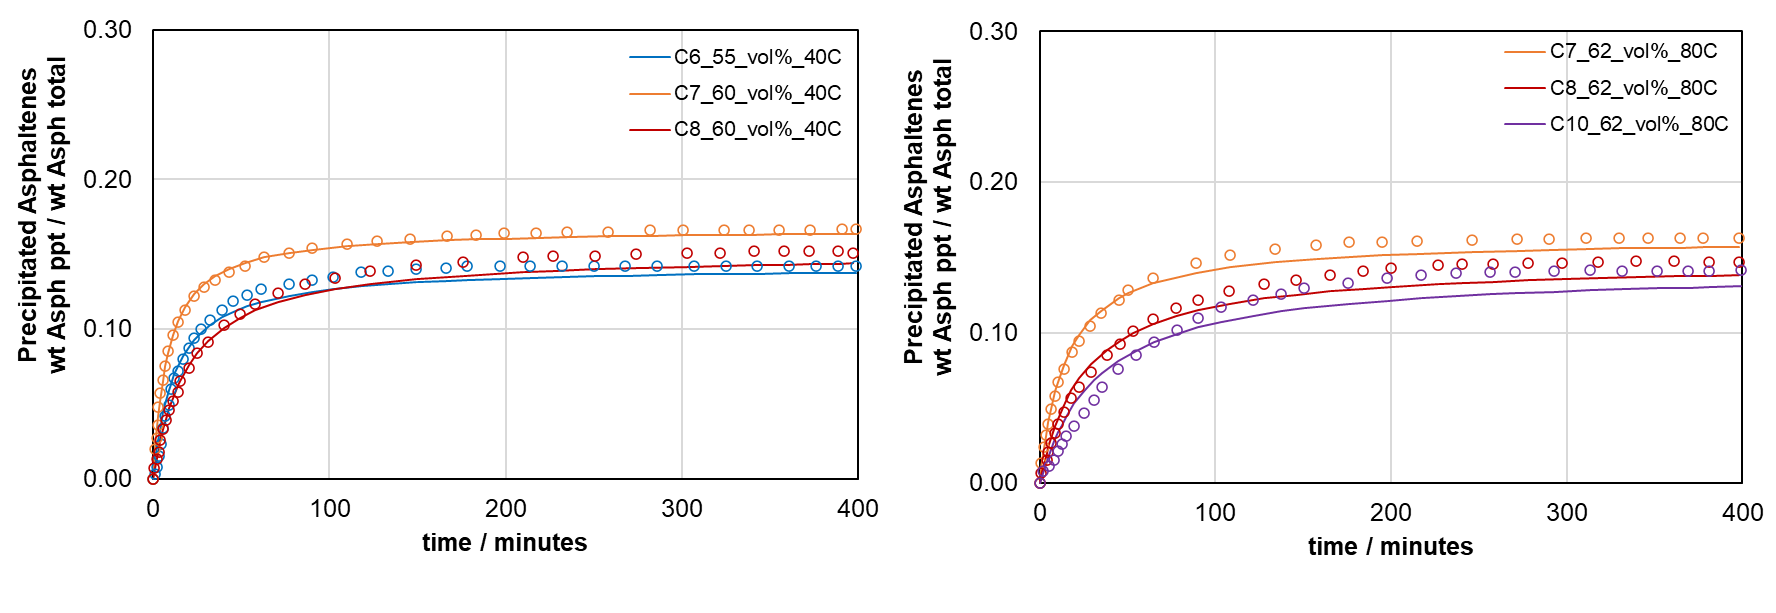 0.30
0.20
0.10
0.00
0
100
200
300
400
Precipitated Asphaltenes
wt Asph ppt / wt Asph total
time / minutes
C6_55_vol%_40C
C7_60_vol%_40C
C8_60_vol%_40C
0.30
0.20
0.10
0.00
0
100
200
300
400
Precipitated Asphaltenes
wt Asph ppt / wt Asph total
time / minutes
C7_62_vol%_80C
C8_62_vol%_80C
C10_62_vol%_80C